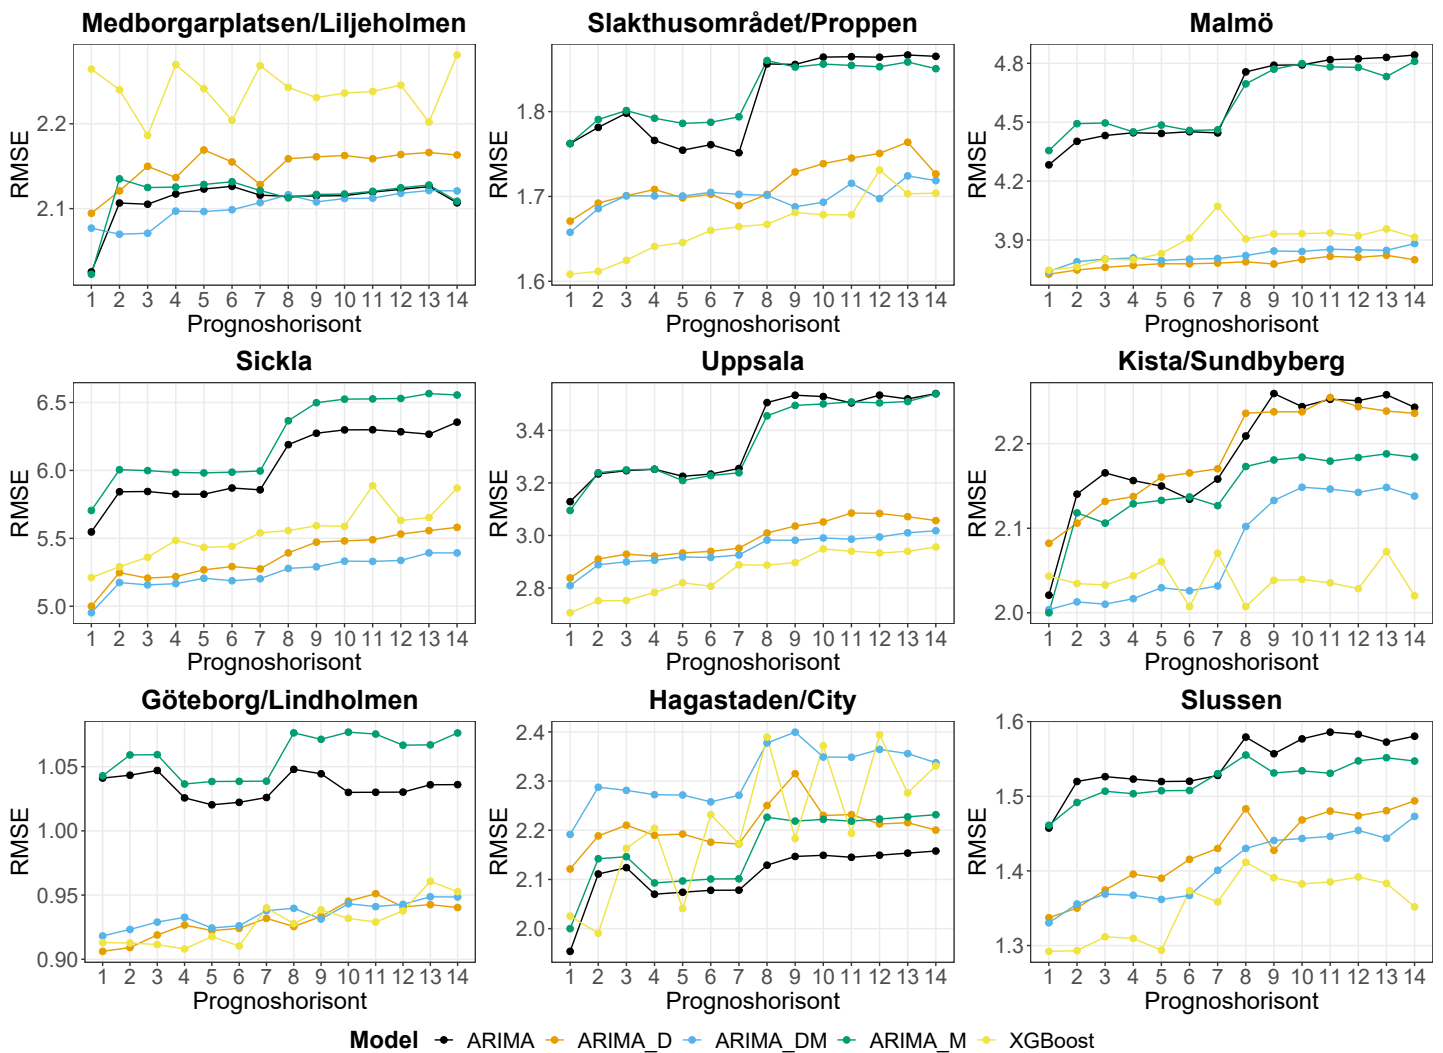 Medborgarplatsen/Liljeholmen
RMSE
2.2
2.1
1 2 3 4 5 6 7 8 9 10 11 12 13 14
Prognoshorisont
Slakthusområdet/Proppen
RMSE
1.8
1.7
1.6
1 2 3 4 5 6 7 8 9 10 11 12 13 14
Prognoshorisont
Malmö
RMSE
4.8
4.5
4.2
3.9
1 2 3 4 5 6 7 8 9 10 11 12 13 14
Prognoshorisont
Sickla
RMSE
6.5
6.0
5.5
5.0
1 2 3 4 5 6 7 8 9 10 11 12 13 14
Prognoshorisont
Uppsala
RMSE
3.4
3.2
3.0
2.8
1 2 3 4 5 6 7 8 9 10 11 12 13 14
Prognoshorisont
Kista/Sundbyberg
RMSE
2.2
2.1
2.0
1 2 3 4 5 6 7 8 9 10 11 12 13 14
Prognoshorisont
Göteborg/Lindholmen
RMSE
1.05
1.00
0.95
0.90
1 2 3 4 5 6 7 8 9 10 11 12 13 14
Prognoshorisont
Hagastaden/City
RMSE
2.4
2.3
2.2
2.1
2.0
1 2 3 4 5 6 7 8 9 10 11 12 13 14
Prognoshorisont
Slussen
RMSE
1.6
1.5
1.4
1.3
1 2 3 4 5 6 7 8 9 10 11 12 13 14
Prognoshorisont
Model ARIMA ARIMA_D ARIMA_DM ARIMA_M XGBoost